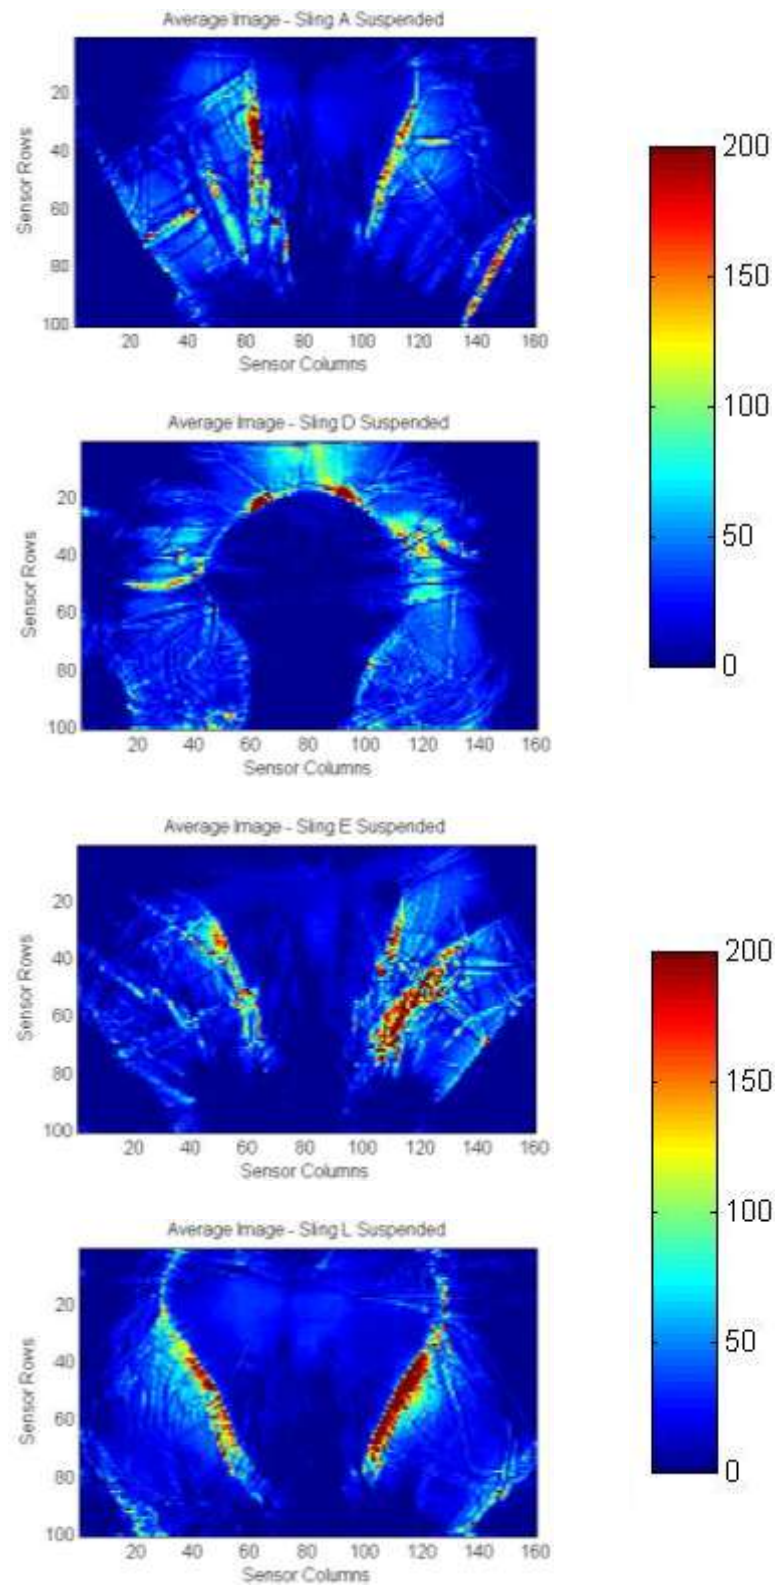 Average Image - Sling A Suspended
20
40
60
80
100
Sensor Rows
20 40 60 80 100 120 140 160
Sensor Columns
200
150
100
50
0
Average Image - Sling D Suspended
20
40
60
80
100
Sensor Rows
20 40 60 80 100 120 140 160
Sensor Columns
Average Image - Sling E Suspended
20
40
60
80
100
Sensor Rows
20 40 60 80 100 120 140 160
Sensor Columns
200
150
100
50
0
Average Image - Sling L Suspended
20
40
60
80
100
Sensor Rows
20 40 60 80 100 120 140 160
Sensor Columns